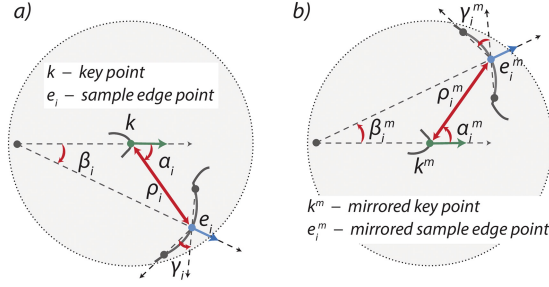 a)
k – key point
e_i – sample edge point
k
α_i
β_i
ρ_i
e_i
γ_i
b)
γ_i^m
e_i^m
ρ_i^m
β_i^m
α_i^m
k^m
k^m – mirrored key point
e_i^m – mirrored sample edge point